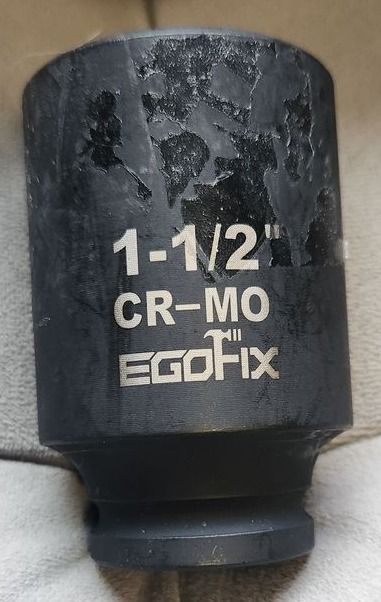 1-1/2"
CR-MO
EGOFIX